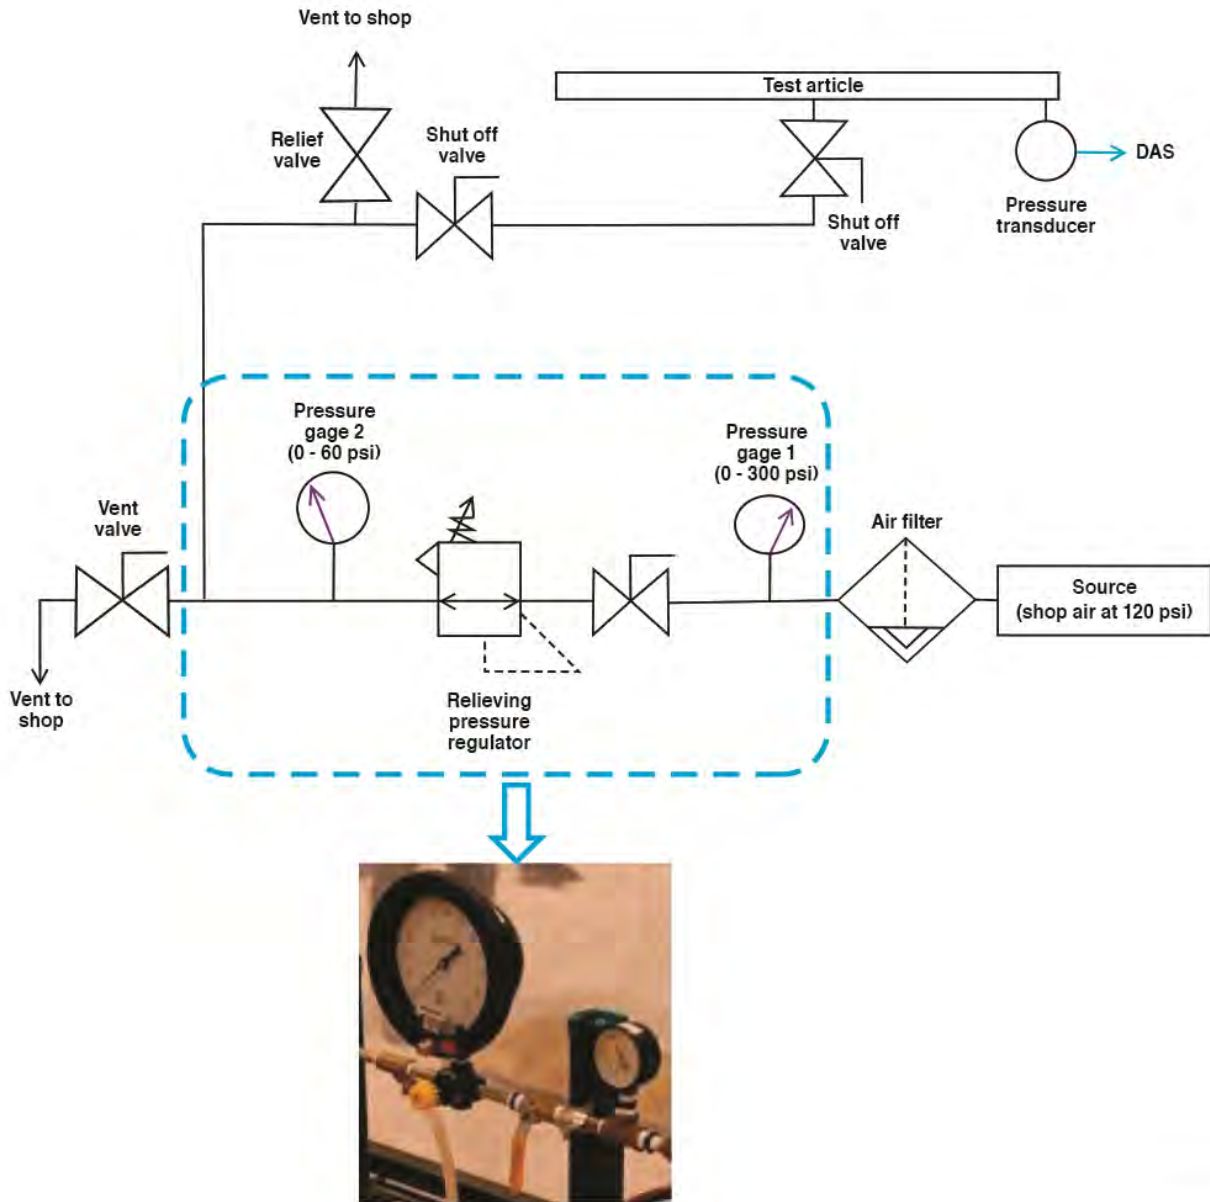 Vent to shop
Test article
Relief
valve
Shut off
valve
DAS
Pressure
transducer
Shut off
valve
Pressure
gage 2
(0 - 60 psi)
Pressure
gage 1
(0 - 300 psi)
Vent
valve
Air filter
Source
(shop air at 120 psi)
Vent to
shop
Relieving
pressure
regulator